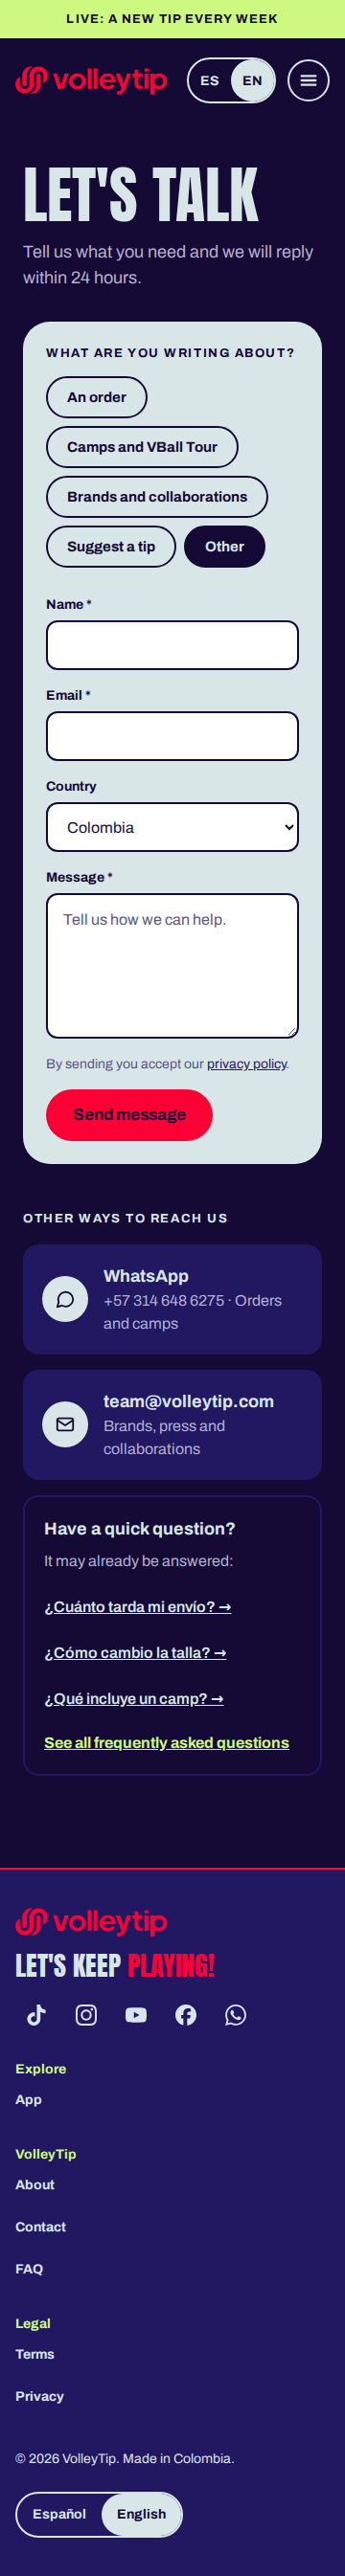 LIVE: A NEW TIP EVERY WEEK
volleytip
ES EN
LET'S TALK
Tell us what you need and we will reply
within 24 hours.
WHAT ARE YOU WRITING ABOUT?
An order
Camps and VBall Tour
Brands and collaborations
Suggest a tip Other
Name *
Email *
Country
Colombia
Message *
Tell us how we can help.
By sending you accept our privacy policy.
Send message
OTHER WAYS TO REACH US
WhatsApp
+57 314 648 6275 · Orders
and camps
team@volleytip.com
Brands, press and
collaborations
Have a quick question?
It may already be answered:
¿Cuánto tarda mi envío? →
¿Cómo cambio la talla? →
¿Qué incluye un camp? →
See all frequently asked questions
volleytip
LET'S KEEP PLAYING!
Explore
App
VolleyTip
About
Contact
FAQ
Legal
Terms
Privacy
© 2026 VolleyTip. Made in Colombia.
Español English